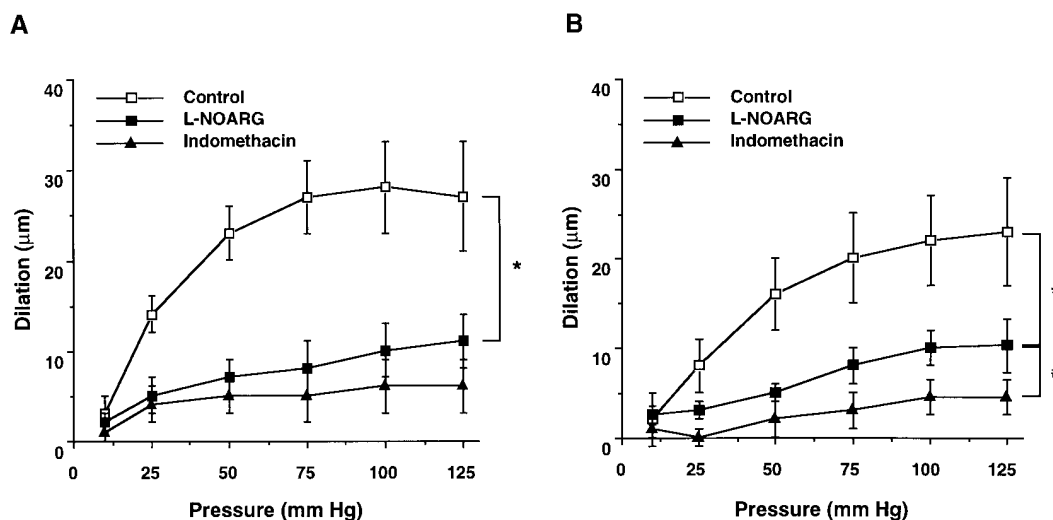 A
40
30
20
10
0
Dilation (μm)
Control
L-NOARG
Indomethacin
*
0 25 50 75 100 125
Pressure (mm Hg)
B
40
30
20
10
0
Dilation (μm)
Control
L-NOARG
Indomethacin
0 25 50 75 100 125
Pressure (mm Hg)